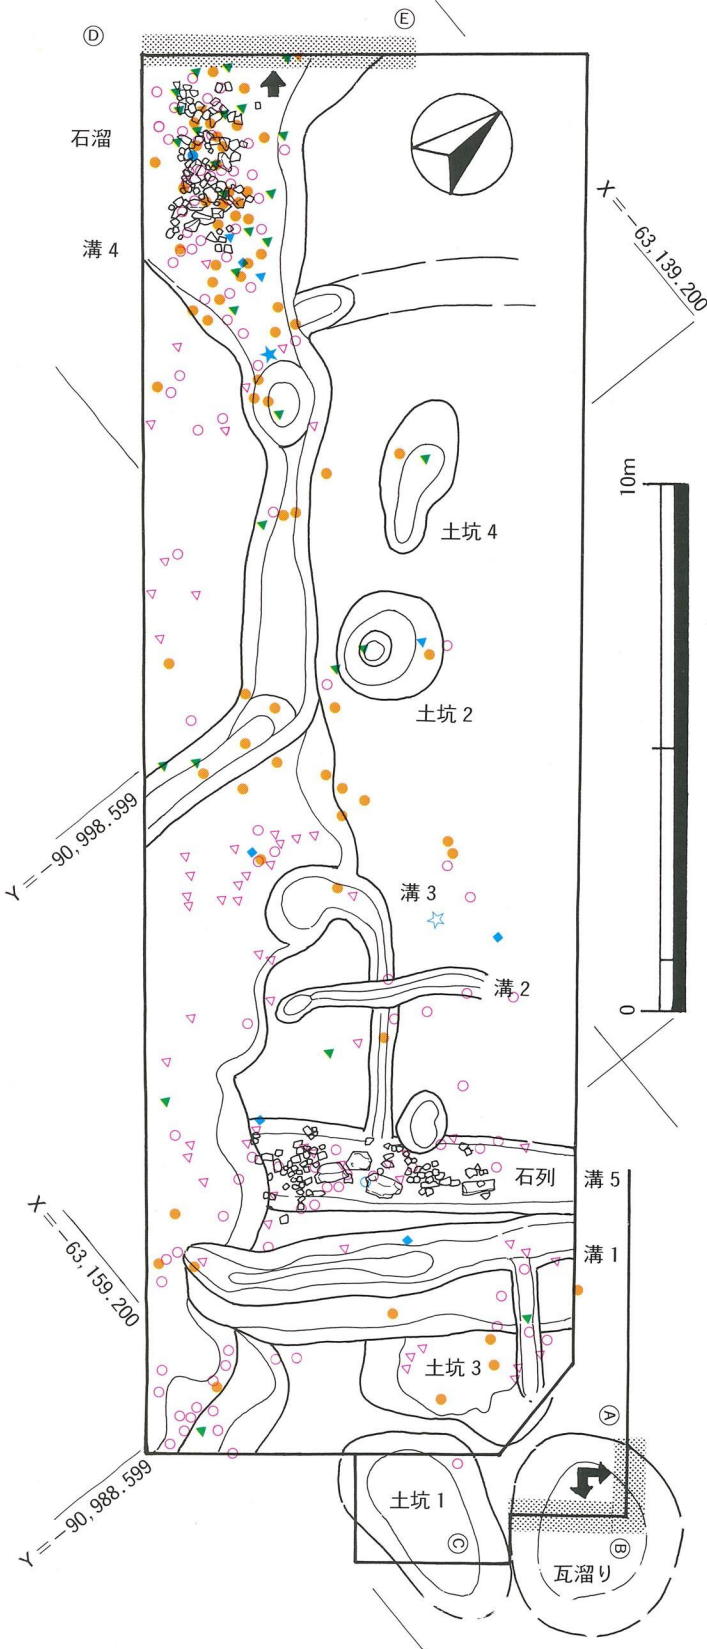 Ⓓ
Ⓔ
石溜
溝4
X=-63,139.200
10m
土坑4
土坑2
Y=-90,998.599
溝3
溝2
0
石列
溝5
溝1
X=-63,159.200
土坑3
Ⓐ
Y=-90,988.599
土坑1
Ⓒ
Ⓑ
瓦溜り